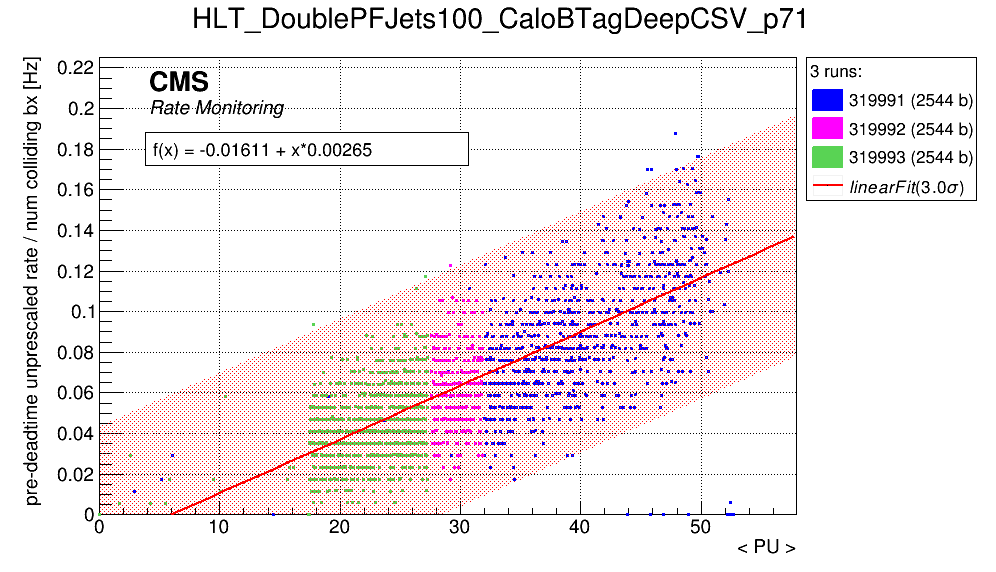 HLT_DoublePFJets100_CaloBTagDeepCSV_p71
pre-deadtime unprescaled rate / num colliding bx [Hz]
0.22
0.2
0.18
0.16
0.14
0.12
0.1
0.08
0.06
0.04
0.02
0
CMS
Rate Monitoring
f(x) = -0.01611 + x*0.00265
0 10 20 30 40 50
< PU >
3 runs:
319991 (2544 b)
319992 (2544 b)
319993 (2544 b)
linearFit(3.0σ)